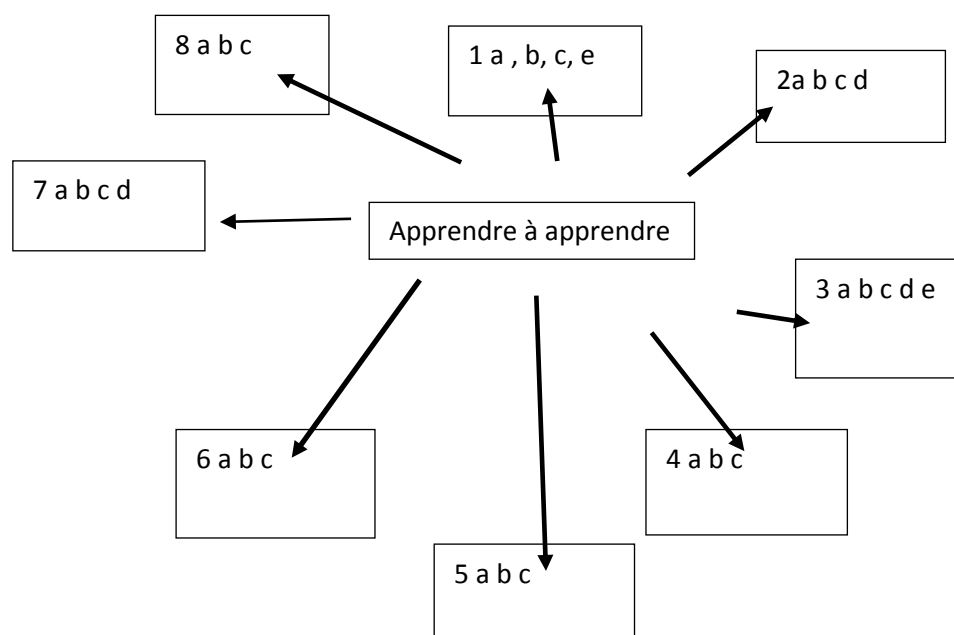 8 a b c
1 a , b, c, e
2a b c d
7 a b c d
Apprendre à apprendre
3 a b c d e
6 a b c
4 a b c
5 a b c